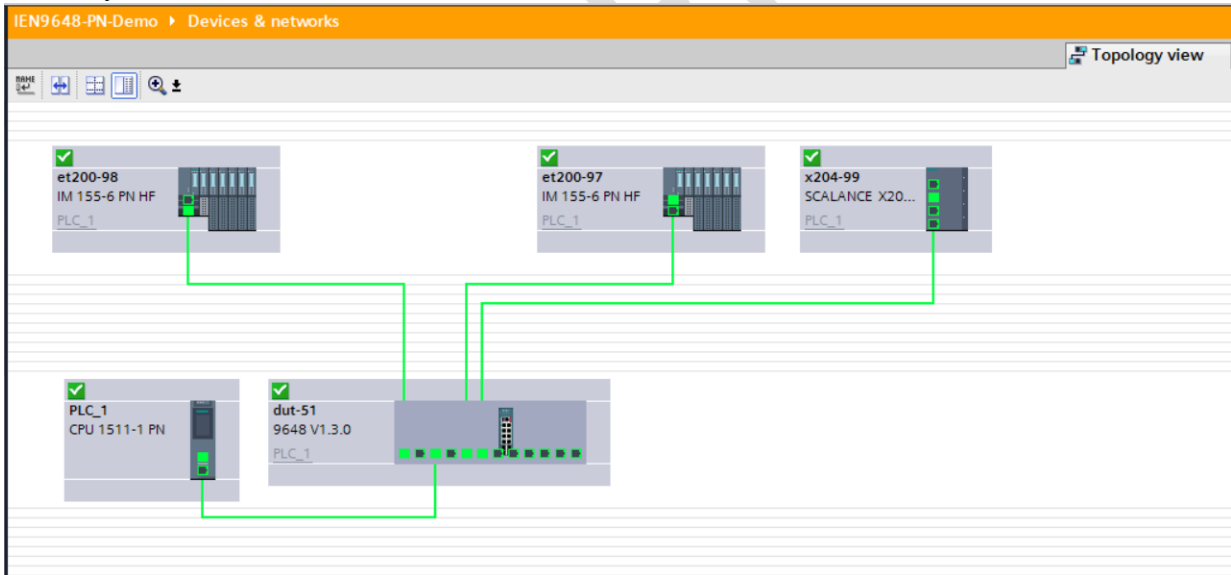 IEN9648-PN-Demo ▸ Devices & networks
Topology view
NAME
et200-98
IM 155-6 PN HF
PLC_1
et200-97
IM 155-6 PN HF
PLC_1
x204-99
SCALANCE X20...
PLC_1
PLC_1
CPU 1511-1 PN
dut-51
9648 V1.3.0
PLC_1